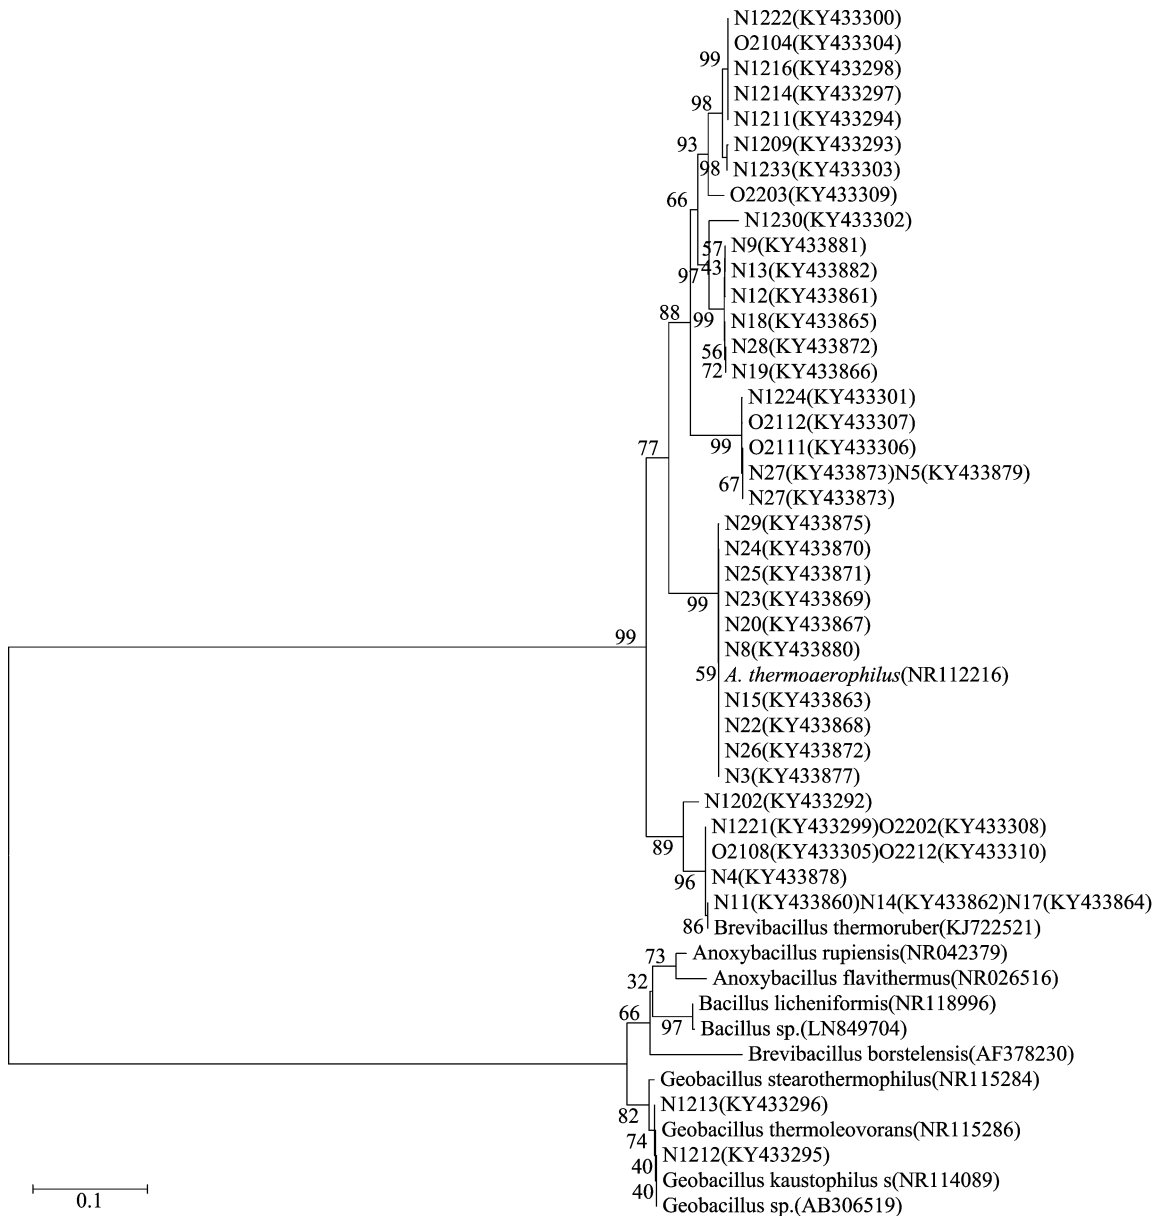 N1222(KY433300)
O2104(KY433304)
99
N1216(KY433298)
N1214(KY433297)
98
N1211(KY433294)
93
N1209(KY433293)
98
N1233(KY433303)
66
O2203(KY433309)
N1230(KY433302)
57
N9(KY433881)
97
43
N13(KY433882)
N12(KY433861)
88
99
N18(KY433865)
56
N28(KY433872)
72
N19(KY433866)
N1224(KY433301)
O2112(KY433307)
77
99
O2111(KY433306)
N27(KY433873)N5(KY433879)
67
N27(KY433873)
N29(KY433875)
N24(KY433870)
N25(KY433871)
99
N23(KY433869)
N20(KY433867)
99
N8(KY433880)
59
A. thermoaerophilus(NR112216)
N15(KY433863)
N22(KY433868)
N26(KY433872)
N3(KY433877)
N1202(KY433292)
N1221(KY433299)O2202(KY433308)
89
O2108(KY433305)O2212(KY433310)
96
N4(KY433878)
N11(KY433860)N14(KY433862)N17(KY433864)
86
Brevibacillus thermoruber(KJ722521)
73
Anoxybacillus rupiensis(NR042379)
32
Anoxybacillus flavithermus(NR026516)
66
Bacillus licheniformis(NR118996)
97
Bacillus sp.(LN849704)
Brevibacillus borstelensis(AF378230)
Geobacillus stearothermophilus(NR115284)
82
N1213(KY433296)
74
Geobacillus thermoleovorans(NR115286)
40
N1212(KY433295)
40
Geobacillus kaustophilus s(NR114089)
Geobacillus sp.(AB306519)
0.1